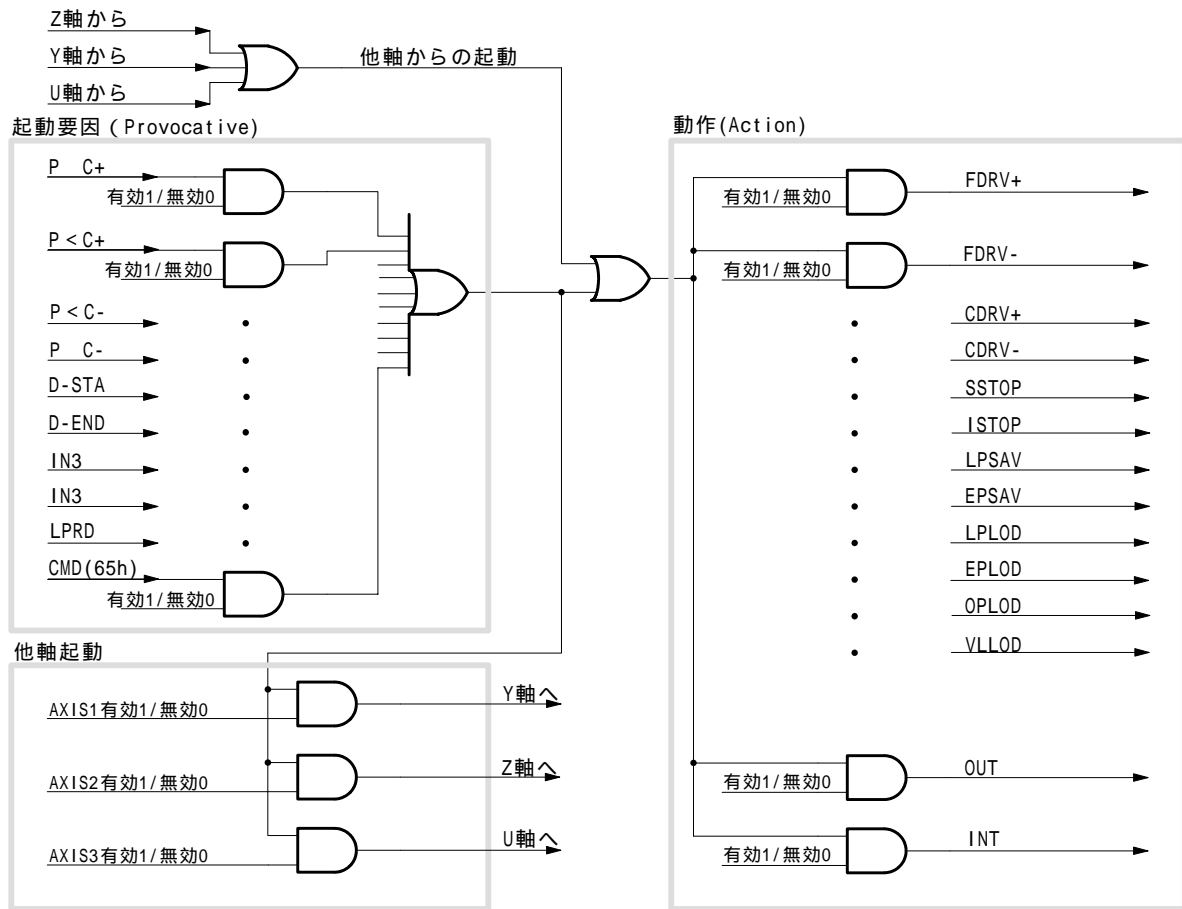 Z軸から
Y軸から
U軸から
他軸からの起動
起動要因(Provocative)
P C+
有効1/無効0
P<C+
有効1/無効0
P<C-
P C-
D-STA
D-END
IN3
IN3
LPRD
CMD(65h)
有効1/無効0
他軸起動
AXIS1有効1/無効0
Y軸へ
AXIS2有効1/無効0
Z軸へ
AXIS3有効1/無効0
U軸へ
動作(Action)
有効1/無効0
FDRV+
有効1/無効0
FDRV-
CDRV+
CDRV-
SSTOP
ISTOP
LPSAV
EPSAV
LPLOD
EPLOD
OPLOD
VLLOD
有効1/無効0
OUT
有効1/無効0
INT